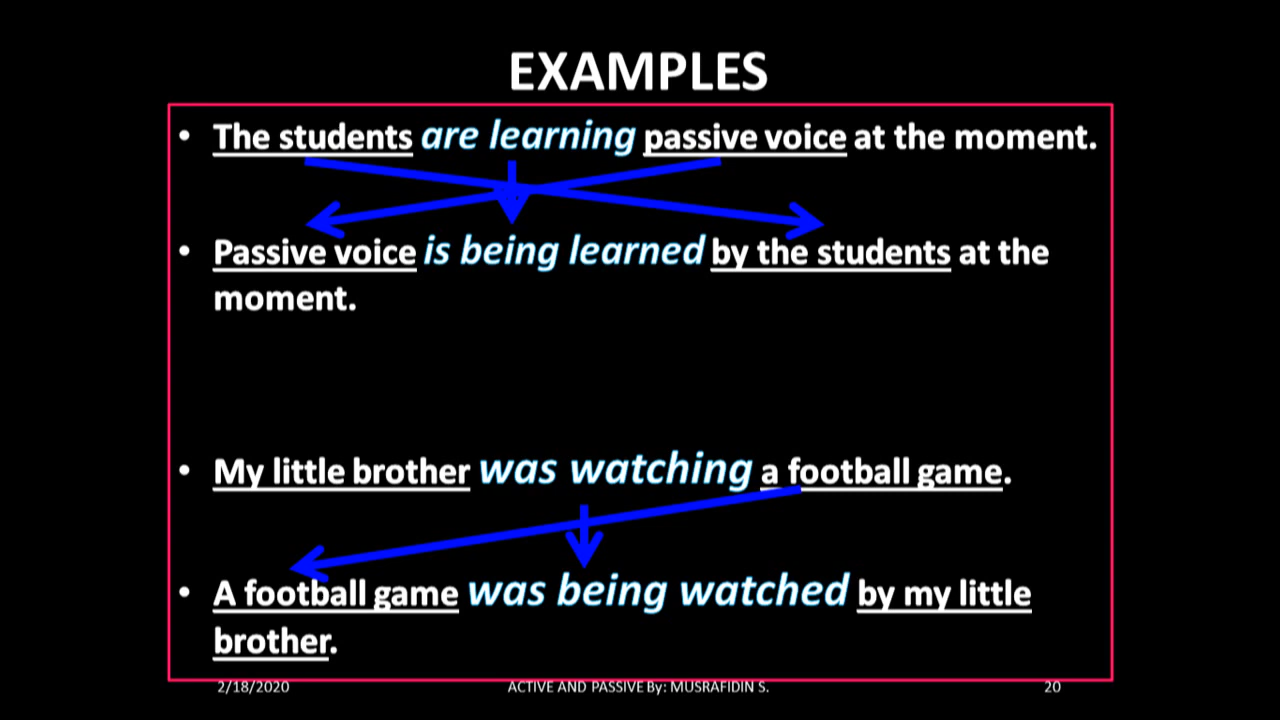 EXAMPLES
• The students are learning passive voice at the moment.
• Passive voice is being learned by the students at the
moment.
• My little brother was watching a football game.
• A football game was being watched by my little
brother.
2/18/2020 ACTIVE AND PASSIVE By: MUSRAFIDIN S. 20